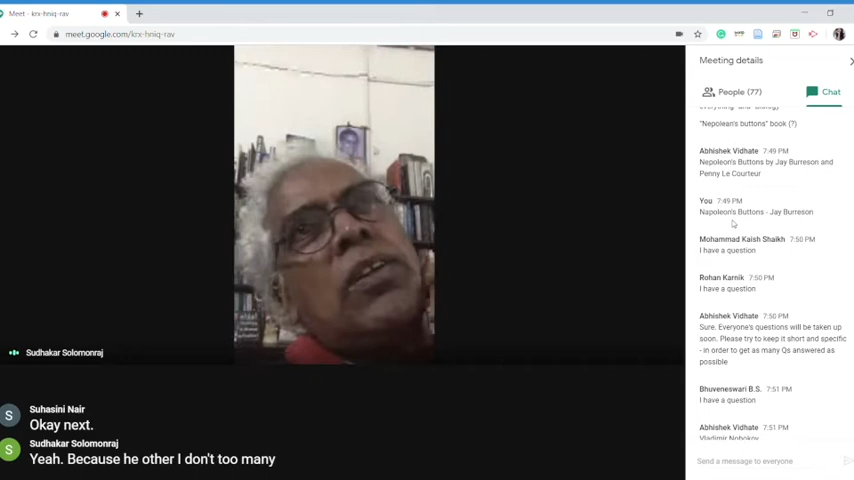 Meet - krx-hniq-rav
meet.google.com/krx-hniq-rav
Meeting details
People (77)
Chat
"Nepolean's buttons" book (?)
Abhishek Vidhate 7:49 PM
Nepoleon's Buttons by Jay Burreson and
Penny Le Couteur
You 7:49 PM
Napoleon's Buttons - Jay Burreson
Mohammad Kaish Shaikh 7:50 PM
I have a question
Rohan Karnik 7:50 PM
I have a question
Abhishek Vidhate 7:50 PM
Sure. Everyone's questions will be taken up
soon. Please try to keep it short and specific
- in order to get as many Qs answered as
possible
Bhuveneswari B.S. 7:51 PM
I have a question
Abhishek Vidhate 7:51 PM
Vladimir Nobokov
Send a message to everyone
Sudhakar Solomonraj
S
Suhasini Nair
Okay next.
S
Sudhakar Solomonraj
Yeah. Because he other I don't too many